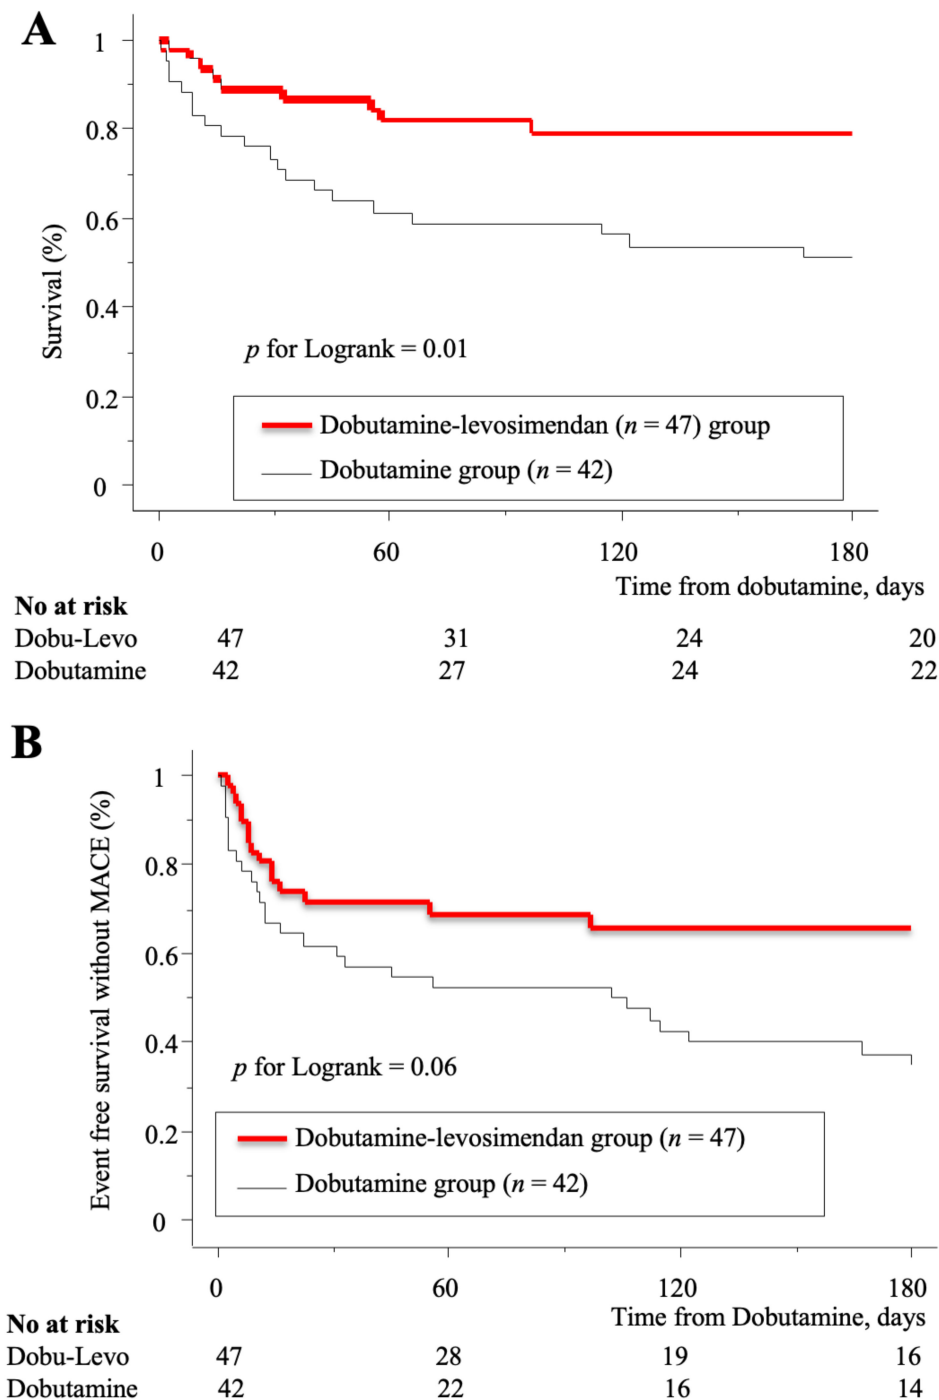 A
1
0.8
0.6
0.4
0.2
0
Survival (%)
p for Logrank = 0.01
Dobutamine-levosimendan (n = 47) group
Dobutamine group (n = 42)
0 60 120 180
Time from dobutamine, days
No at risk
Dobu-Levo 47 31 24 20
Dobutamine 42 27 24 22
B
1
0.8
0.6
0.4
0.2
0
Event free survival without MACE (%)
p for Logrank = 0.06
Dobutamine-levosimendan group (n = 47)
Dobutamine group (n = 42)
0 60 120 180
Time from Dobutamine, days
No at risk
Dobu-Levo 47 28 19 16
Dobutamine 42 22 16 14